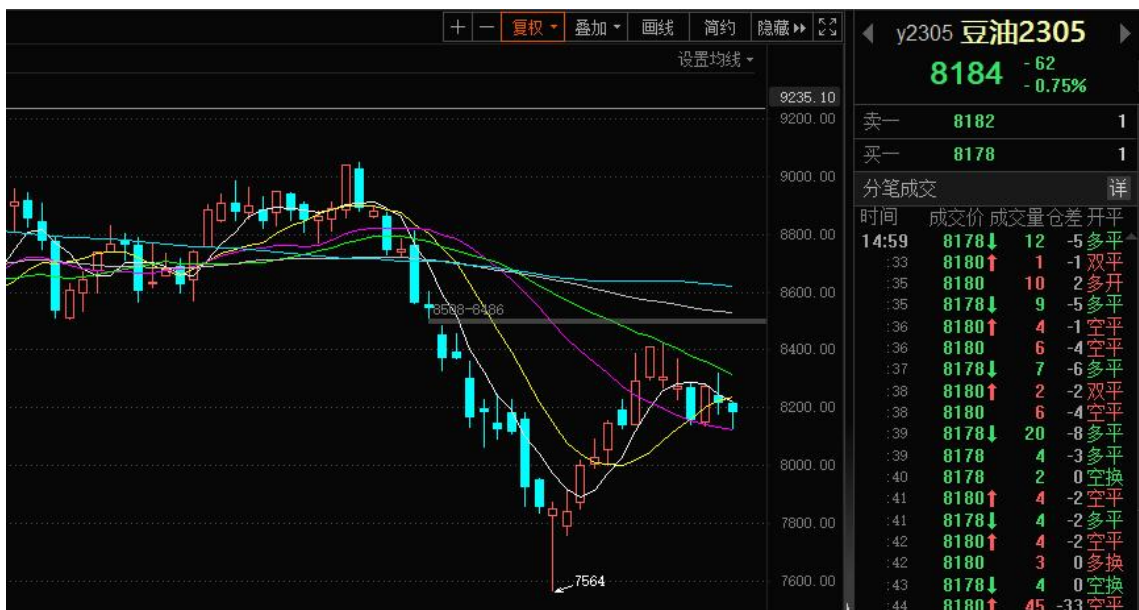 ＋ － 复权 叠加 画线 简约 隐藏
设置均线
9235.10
9200.00
9000.00
8800.00
8600.00
8508-8486
8400.00
8200.00
8000.00
7800.00
7600.00
7564
y2305 豆油2305
8184 - 62
- 0.75%
卖一 8182 1
买一 8178 1
分笔成交 详
时间 成交价 成交量 仓差 开平
14:59 8178↓ 12 -5 多平
:33 8180↑ 1 -1 双平
:35 8180 10 2 多开
:35 8178↓ 9 -5 多平
:36 8180↑ 4 -1 空平
:36 8180 6 -4 空平
:37 8178↓ 7 -6 多平
:38 8180↑ 2 -2 双平
:38 8180 6 -4 空平
:39 8178↓ 20 -8 多平
:39 8178 4 -3 多平
:40 8178 2 0 空换
:41 8180↑ 4 -2 空平
:41 8178↓ 4 -2 多平
:42 8180↑ 4 -2 空平
:42 8180 3 0 多换
:43 8178↓ 4 0 空换
:44 8180↑ 45 -33 空平